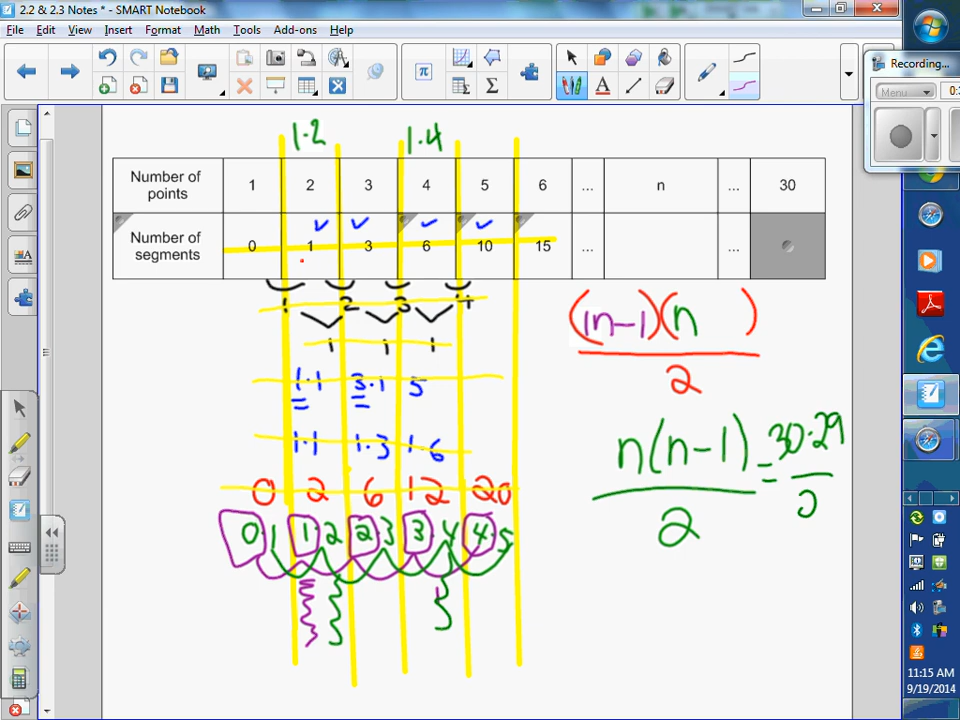 2.2 & 2.3 Notes * - SMART Notebook
File Edit View Insert Format Math Tools Add-ons Help
Recording...
Menu
0:
1·2 1·4
Number of points 1 2 3 4 5 6 ... n ... 30
Number of segments 0 1 3 6 10 15 ... ...
1 2 3 4
1 1 1
(1n-1)(n )
2
1·1 3·1 5
1·1 1·3 1·6
n(n-1) = 30·29
2 2
0 2 6 12 20
0 1 1 2 2 3 3 4 4 5
11:15 AM
9/19/2014